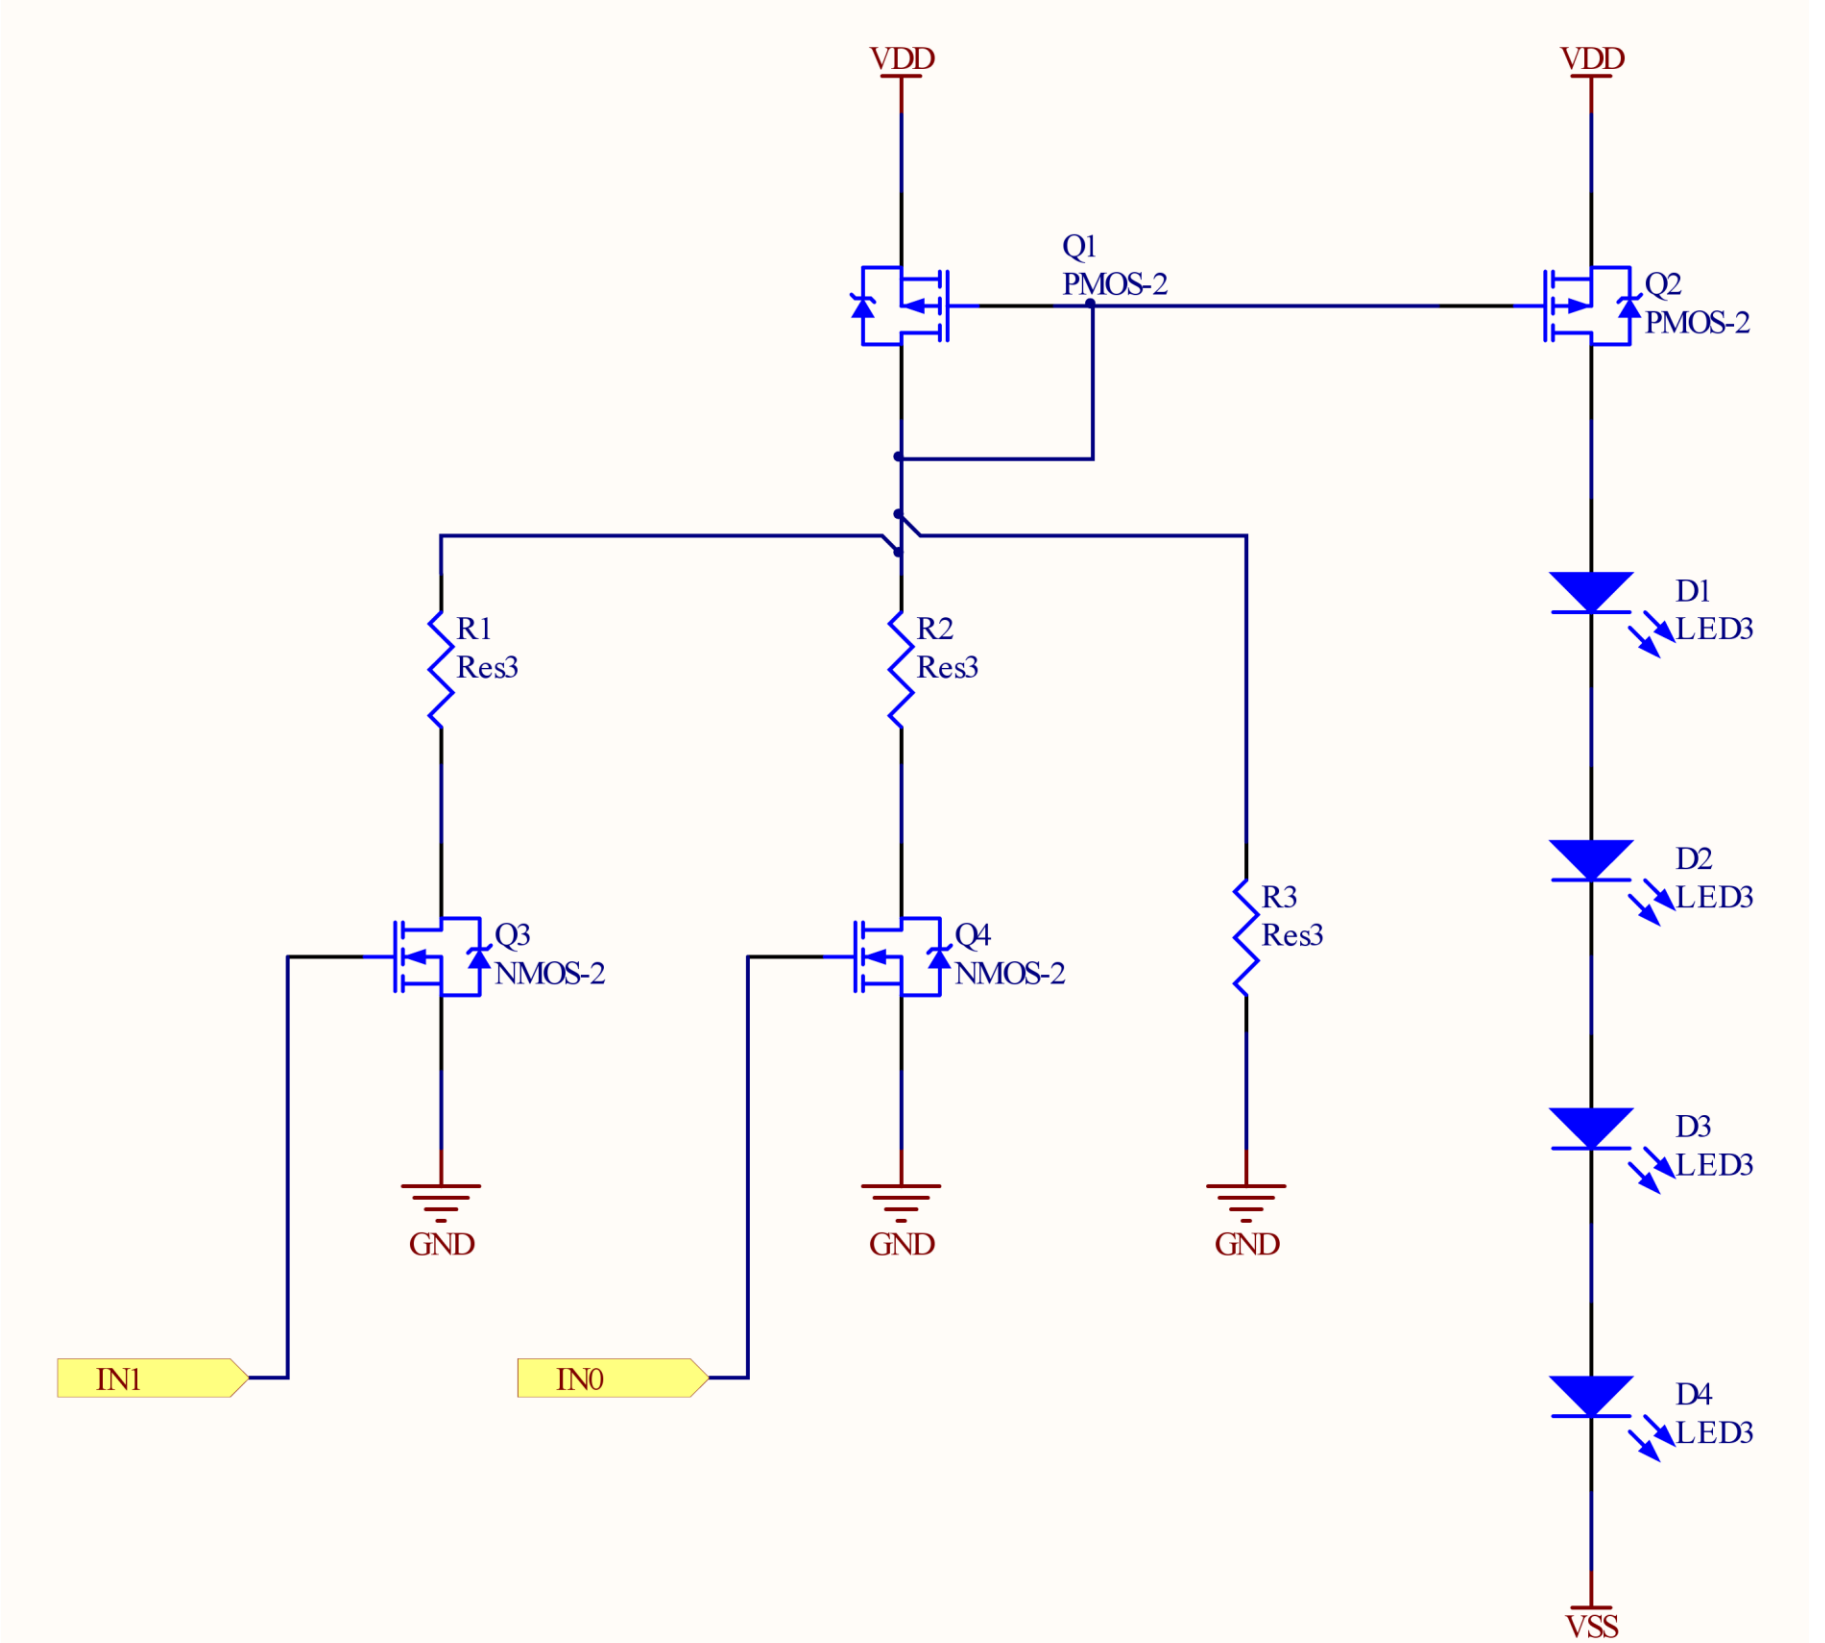 VDD
VDD
Q1
PMOS-2
Q2
PMOS-2
D1
LED3
R1
Res3
R2
Res3
D2
LED3
R3
Res3
Q3
NMOS-2
Q4
NMOS-2
D3
LED3
GND
GND
GND
IN1
IN0
D4
LED3
VSS